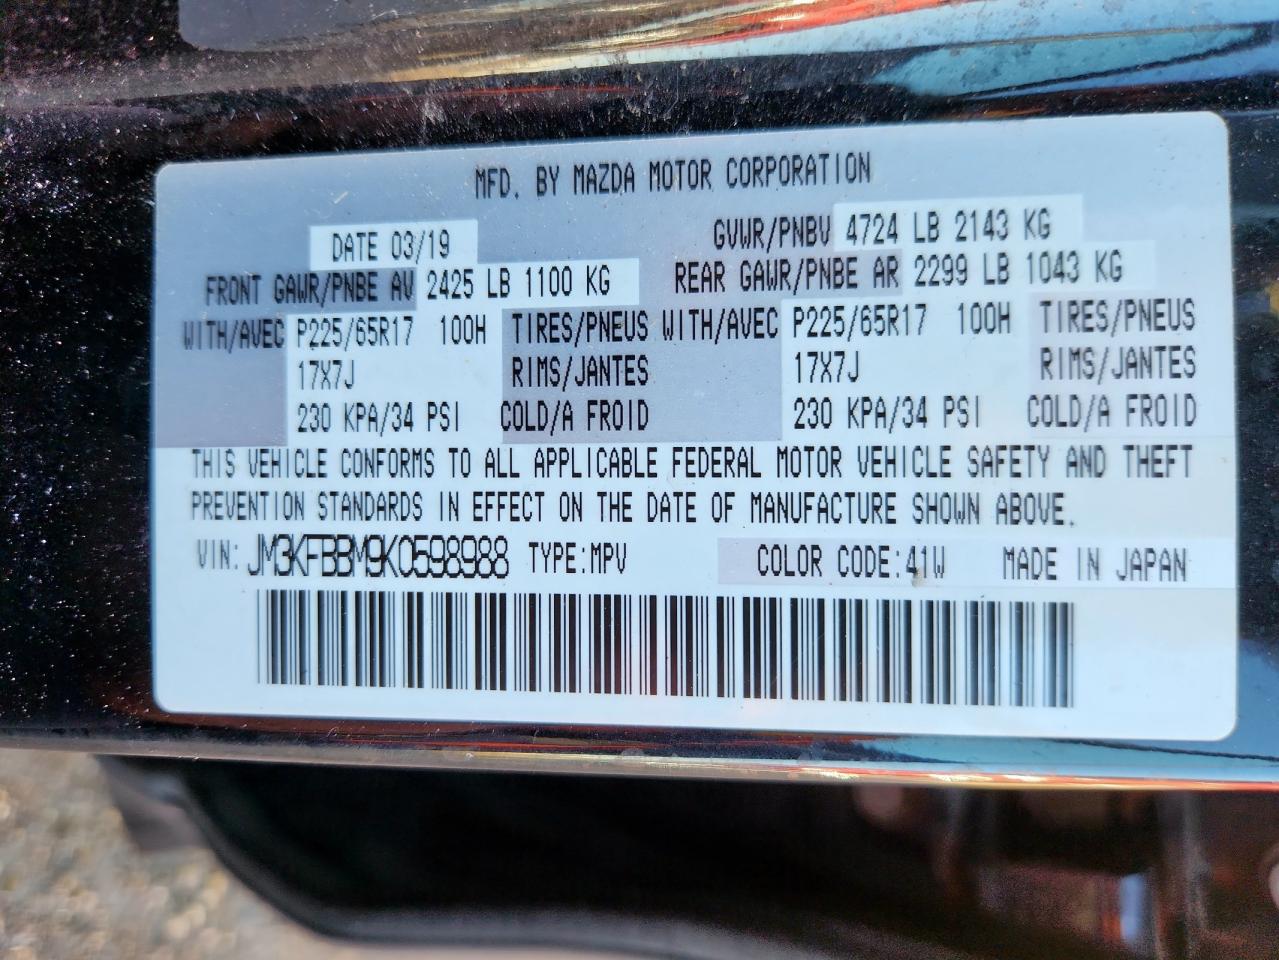 MFD. BY MAZDA MOTOR CORPORATION
DATE 03/19 GVWR/PNBV 4724 LB 2143 KG
FRONT GAWR/PNBE AV 2425 LB 1100 KG REAR GAWR/PNBE AR 2299 LB 1043 KG
WITH/AVEC P225/65R17 100H TIRES/PNEUS WITH/AVEC P225/65R17 100H TIRES/PNEUS
17X7J RIMS/JANTES 17X7J RIMS/JANTES
230 KPA/34 PSI COLD/A FROID 230 KPA/34 PSI COLD/A FROID
THIS VEHICLE CONFORMS TO ALL APPLICABLE FEDERAL MOTOR VEHICLE SAFETY AND THEFT
PREVENTION STANDARDS IN EFFECT ON THE DATE OF MANUFACTURE SHOWN ABOVE.
VIN: JM3KFBBM9K0598988 TYPE:MPV COLOR CODE:41W MADE IN JAPAN